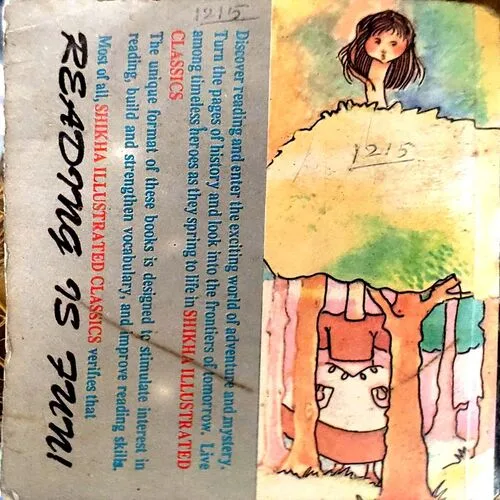 1215
Discover reading and enter the exciting world of adventure and mystery.
Turn the pages of history and look into the frontiers of tomorrow. Live
among timeless heroes as they spring to life in SHIKHA ILLUSTRATED
CLASSICS
The unique format of these books is designed to stimulate interest in
reading, build and strengthen vocabulary, and improve reading skills,
Most of all, SHIKHA ILLUSTRATED CLASSICS verifies that
READING IS FUN!
1215